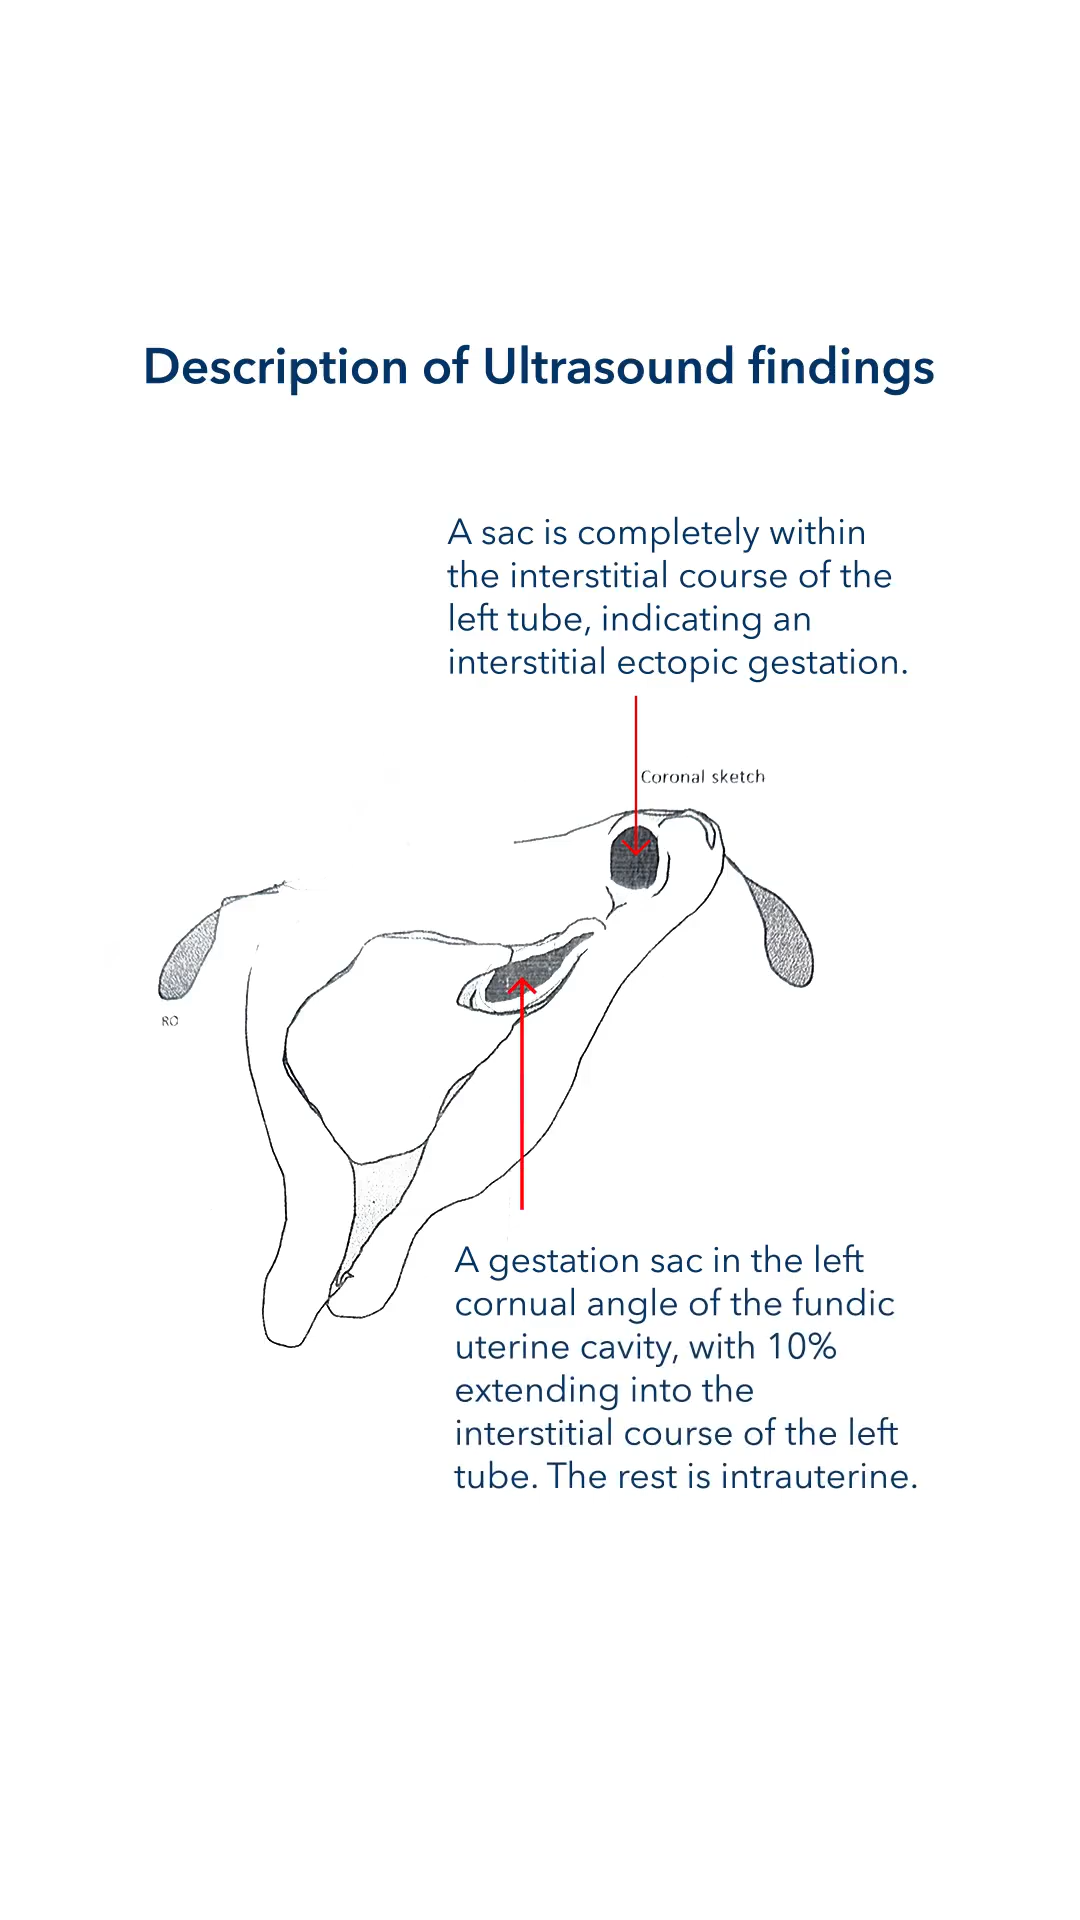 Description of Ultrasound findings
A sac is completely within
the interstitial course of the
left tube, indicating an
interstitial ectopic gestation.
Coronal sketch
RO
A gestation sac in the left
cornual angle of the fundic
uterine cavity, with 10%
extending into the
interstitial course of the left
tube. The rest is intrauterine.